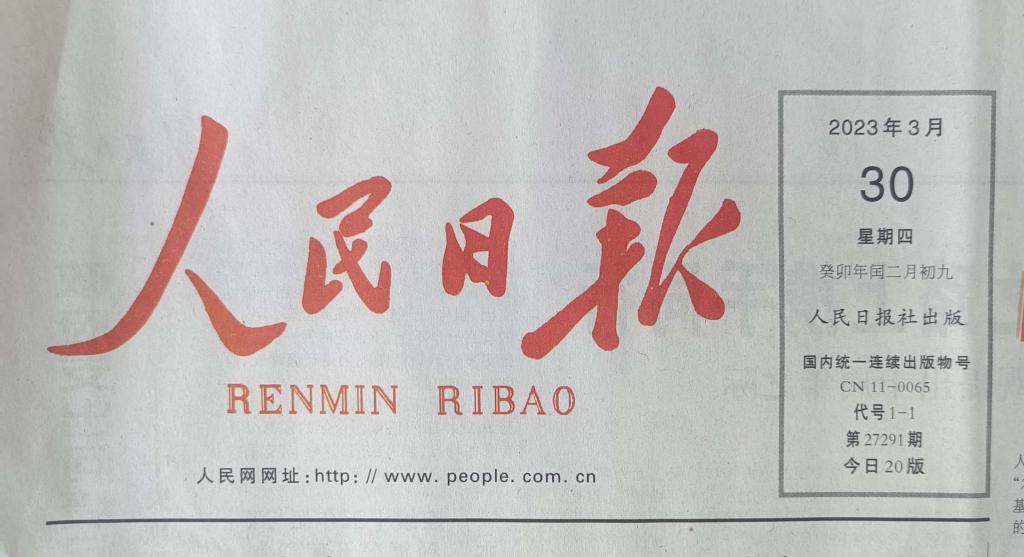 人民日報
RENMIN RIBAO
人民网网址:http: // www. people. com. cn
2023年3月
30
星期四
癸卯年闰二月初九
人民日报社出版
国内统一连续出版物号
CN 11-0065
代号1-1
第27291期
今日20版